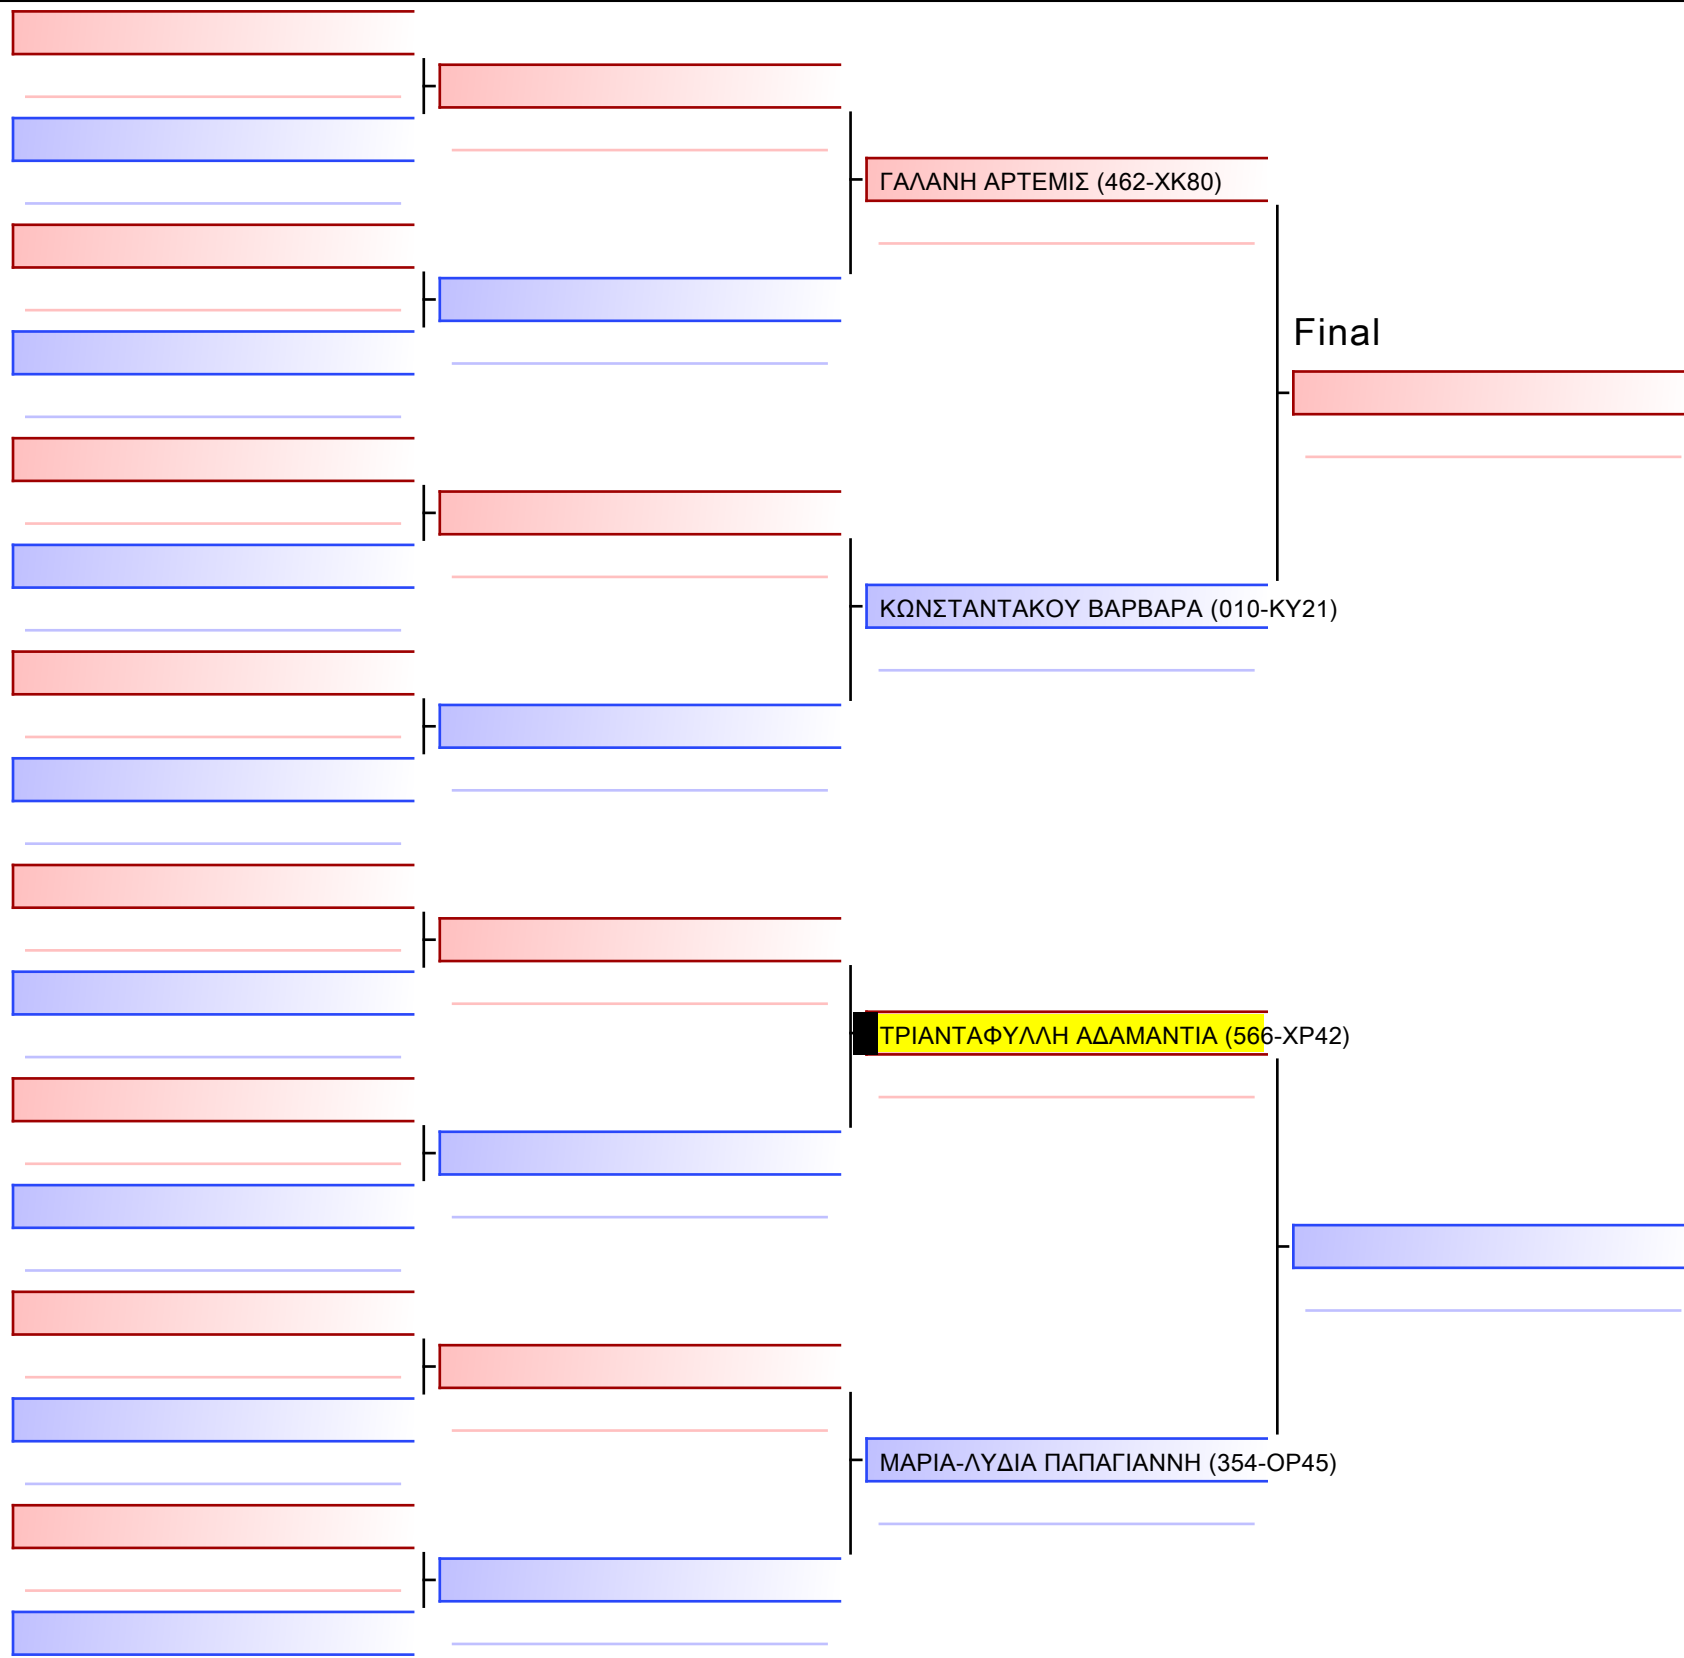 ΓΑΛΑΝΗ ΑΡΤΕΜΙΣ (462-ΧΚ80)
Final
ΚΩΝΣΤΑΝΤΑΚΟΥ ΒΑΡΒΑΡΑ (010-ΚΥ21)
ΤΡΙΑΝΤΑΦΥΛΛΗ ΑΔΑΜΑΝΤΙΑ (566-ΧΡ42)
ΜΑΡΙΑ-ΛΥΔΙΑ ΠΑΠΑΓΙΑΝΝΗ (354-ΟΡ45)